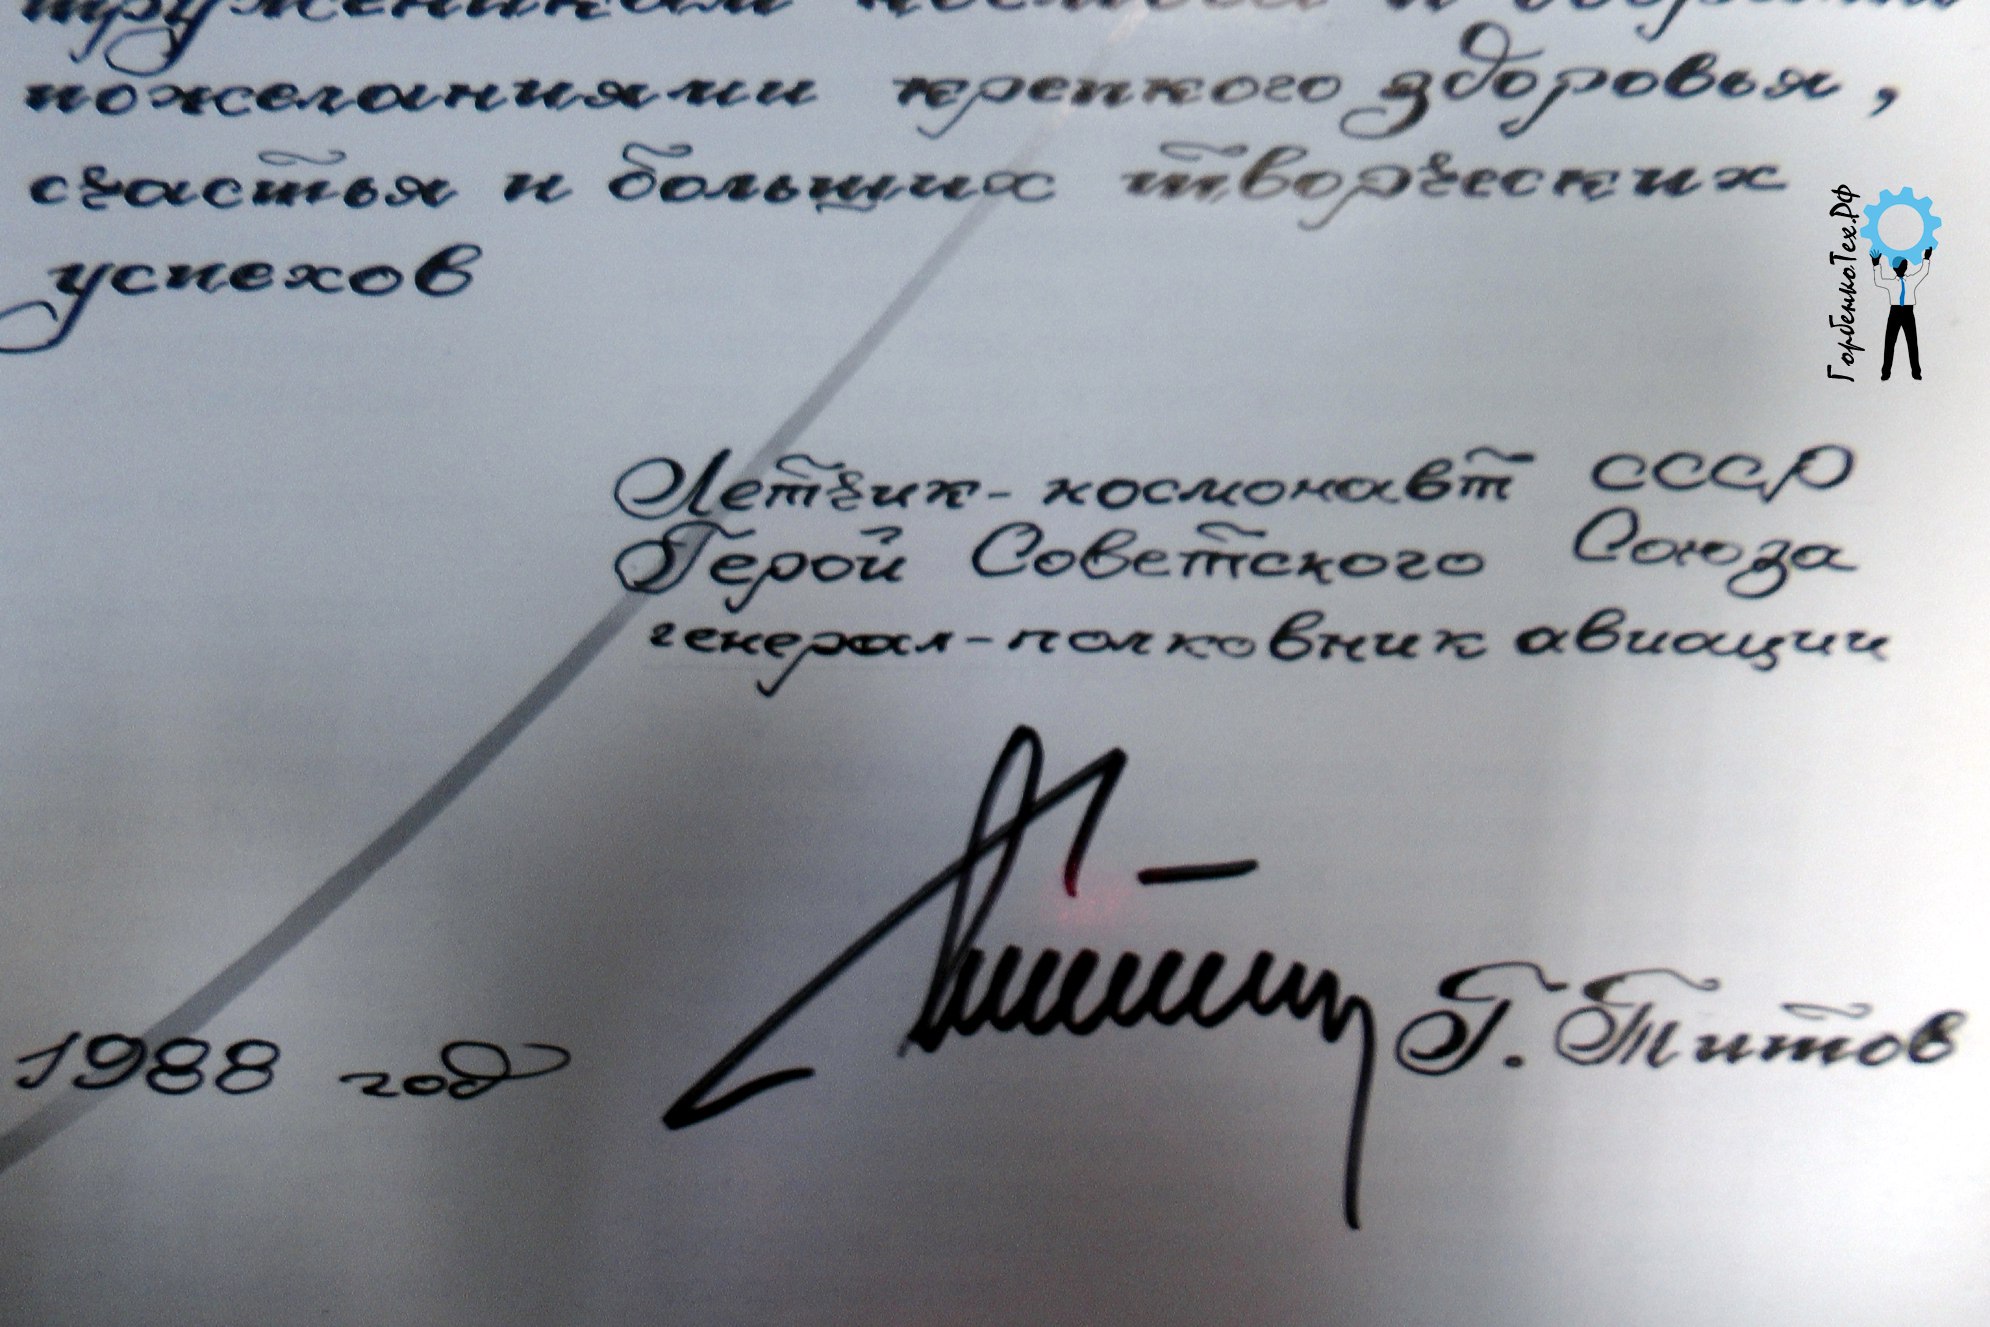 пожеланиями крепкого здоровья,
счастья и больших творческих
успехов
ГорбенкоТех.РФ
Летчик-космонавт СССР
Герой Советского Союза
генерал-полковник авиации
1988 год
Г. Титов